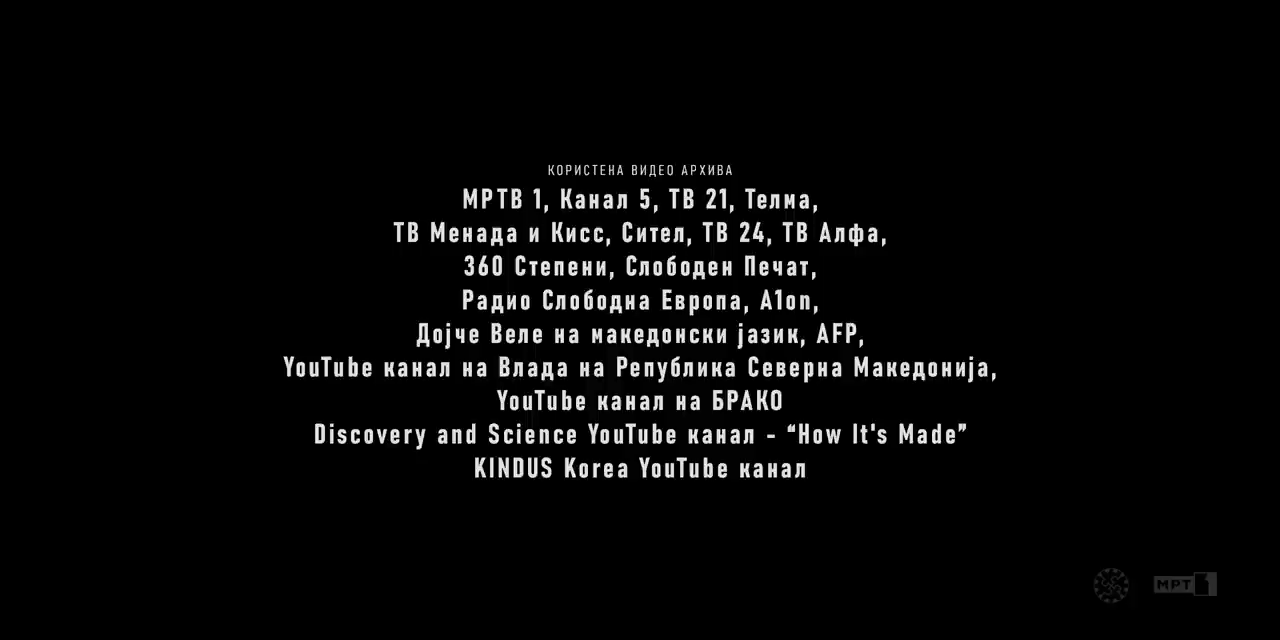 КОРИСТЕНА ВИДЕО АРХИВА
МРТВ 1, Канал 5, ТВ 21, Телма,
ТВ Менада и Кисс, Сител, ТВ 24, ТВ Алфа,
360 Степени, Слободен Печат,
Радио Слободна Европа, A1on,
Дојче Веле на македонски јазик, AFP,
YouTube канал на Влада на Република Северна Македонија,
YouTube канал на БРАКО
Discovery and Science YouTube канал - “How It's Made”
KINDUS Korea YouTube канал
МРТ 1